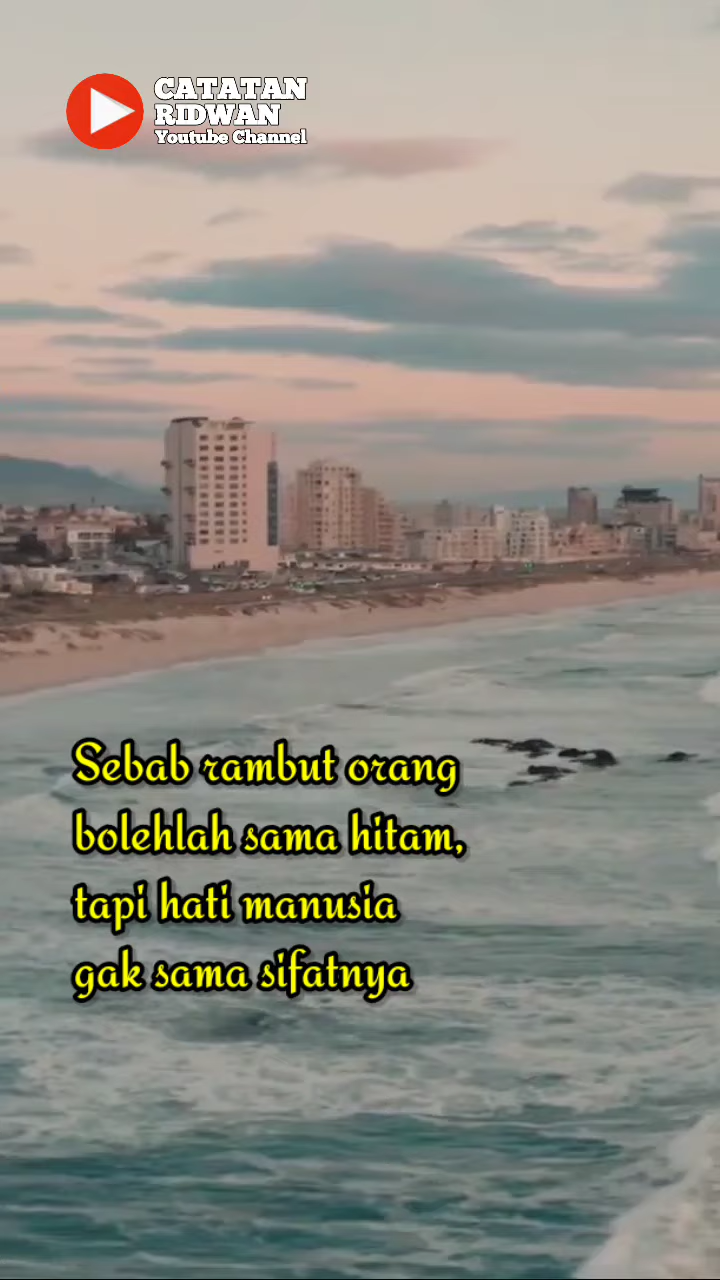 CATATAN
RIDWAN
Youtube Channel
Sebab rambut orang
bolehlah sama hitam,
tapi hati manusia
gak sama sifatnya